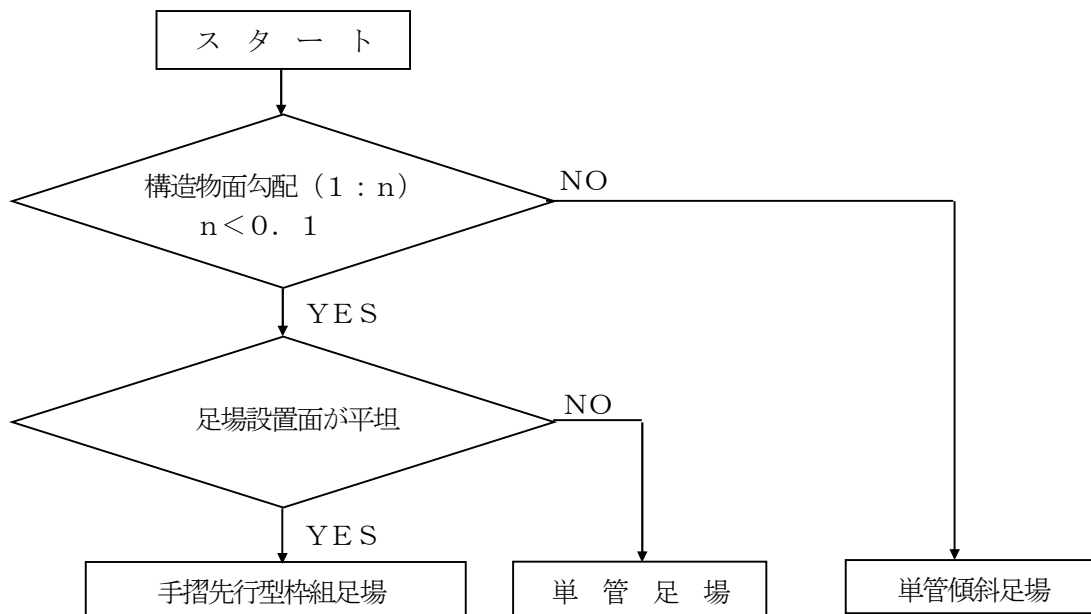 ス　タ　ー　ト
構造物面勾配（１：ｎ）
ｎ＜０．１
ＮＯ
ＹＥＳ
足場設置面が平坦
ＮＯ
ＹＥＳ
手摺先行型枠組足場
単　管　足　場
単管傾斜足場